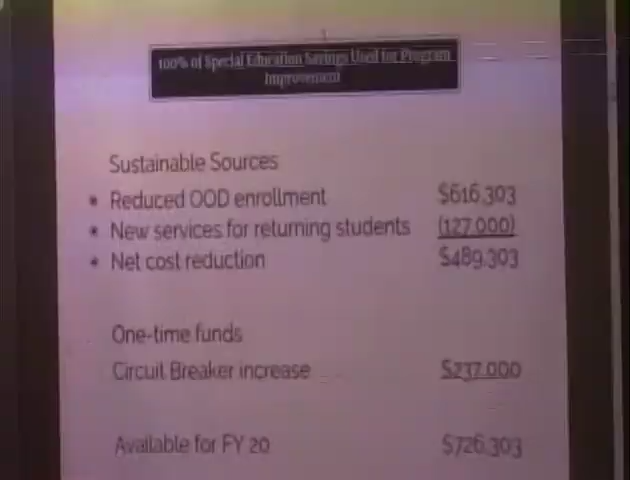 100% of Special Education Savings Used for Program
Improvement
Sustainable Sources
• Reduced OOD enrollment $616,303
• New services for returning students (127,000)
• Net cost reduction $489,303
One-time funds
Circuit Breaker increase $237,000
Available for FY 20 $726,303